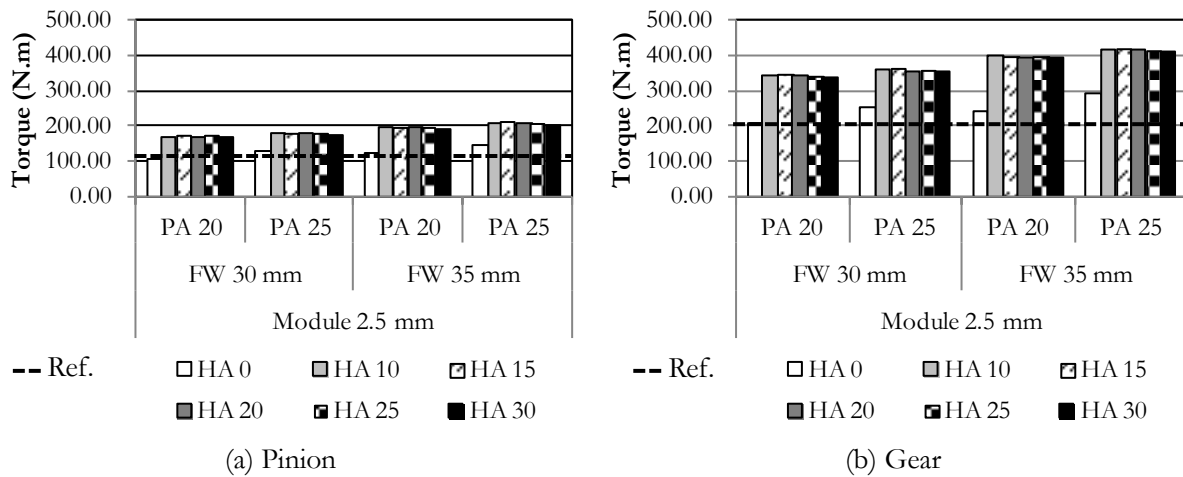 Torque (N.m)
500.00
400.00
300.00
200.00
100.00
0.00
PA 20 PA 25 PA 20 PA 25
FW 30 mm FW 35 mm
Module 2.5 mm
Ref. HA 0 HA 10 HA 15
HA 20 HA 25 HA 30
(a) Pinion
Torque (N.m)
500.00
400.00
300.00
200.00
100.00
0.00
PA 20 PA 25 PA 20 PA 25
FW 30 mm FW 35 mm
Module 2.5 mm
Ref. HA 0 HA 10 HA 15
HA 20 HA 25 HA 30
(b) Gear